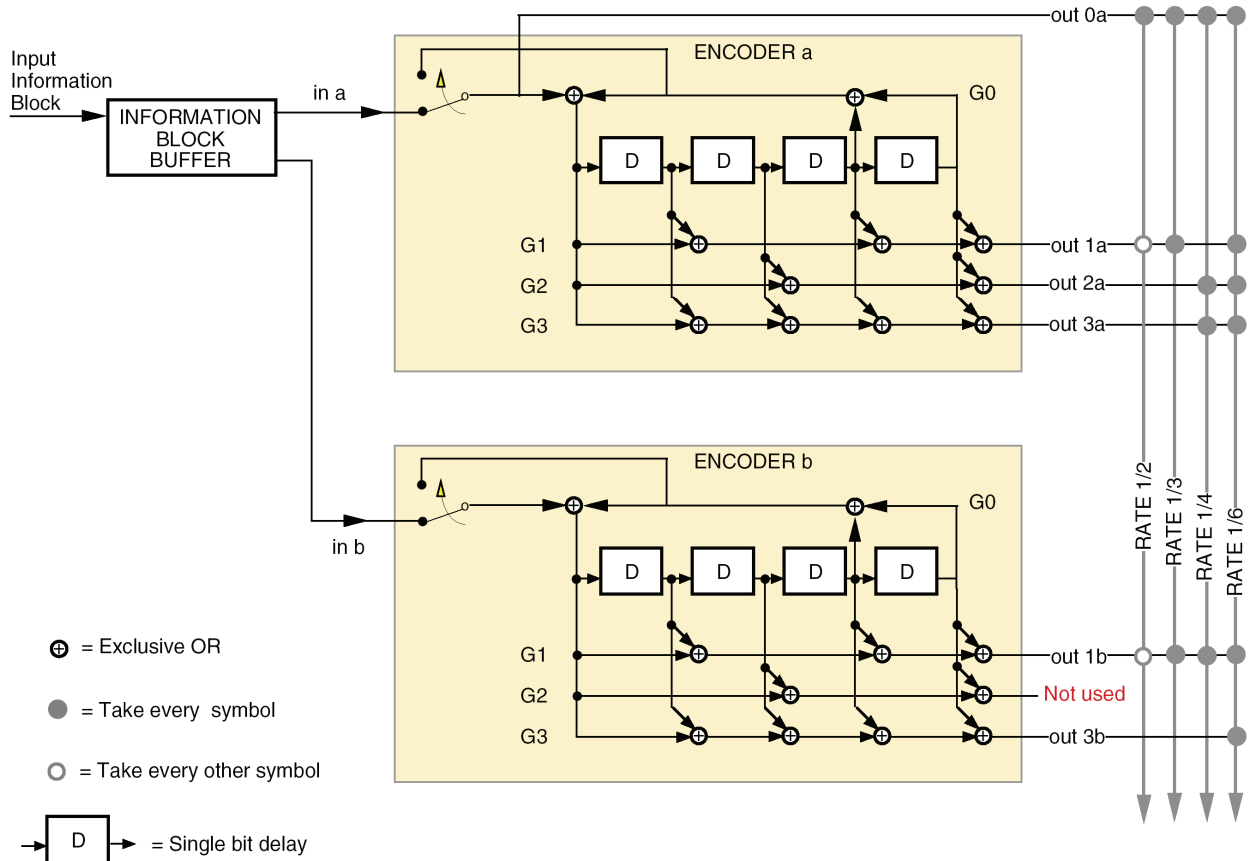 out 0a
ENCODER a
Input
Information
Block
in a
INFORMATION
BLOCK
BUFFER
G0
D D D D
G1
out 1a
G2
out 2a
G3
out 3a
ENCODER b
in b
G0
D D D D
G1
out 1b
G2
Not used
G3
out 3b
RATE 1/2
RATE 1/3
RATE 1/4
RATE 1/6
= Exclusive OR
= Take every symbol
= Take every other symbol
D = Single bit delay